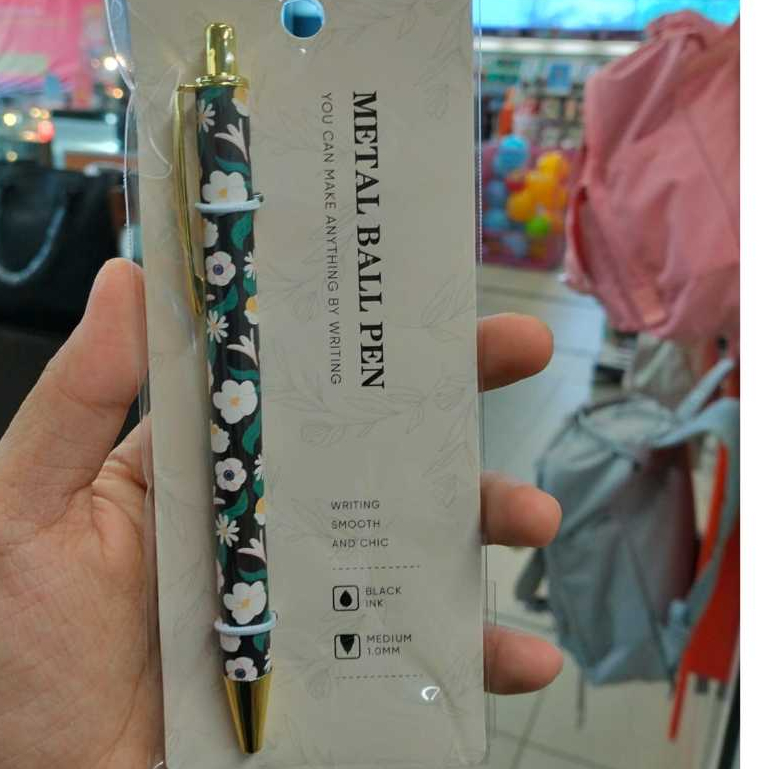 METAL BALL PEN
YOU CAN MAKE ANYTHING BY WRITING
WRITING
SMOOTH
AND CHIC
BLACK
INK
MEDIUM
1.0MM